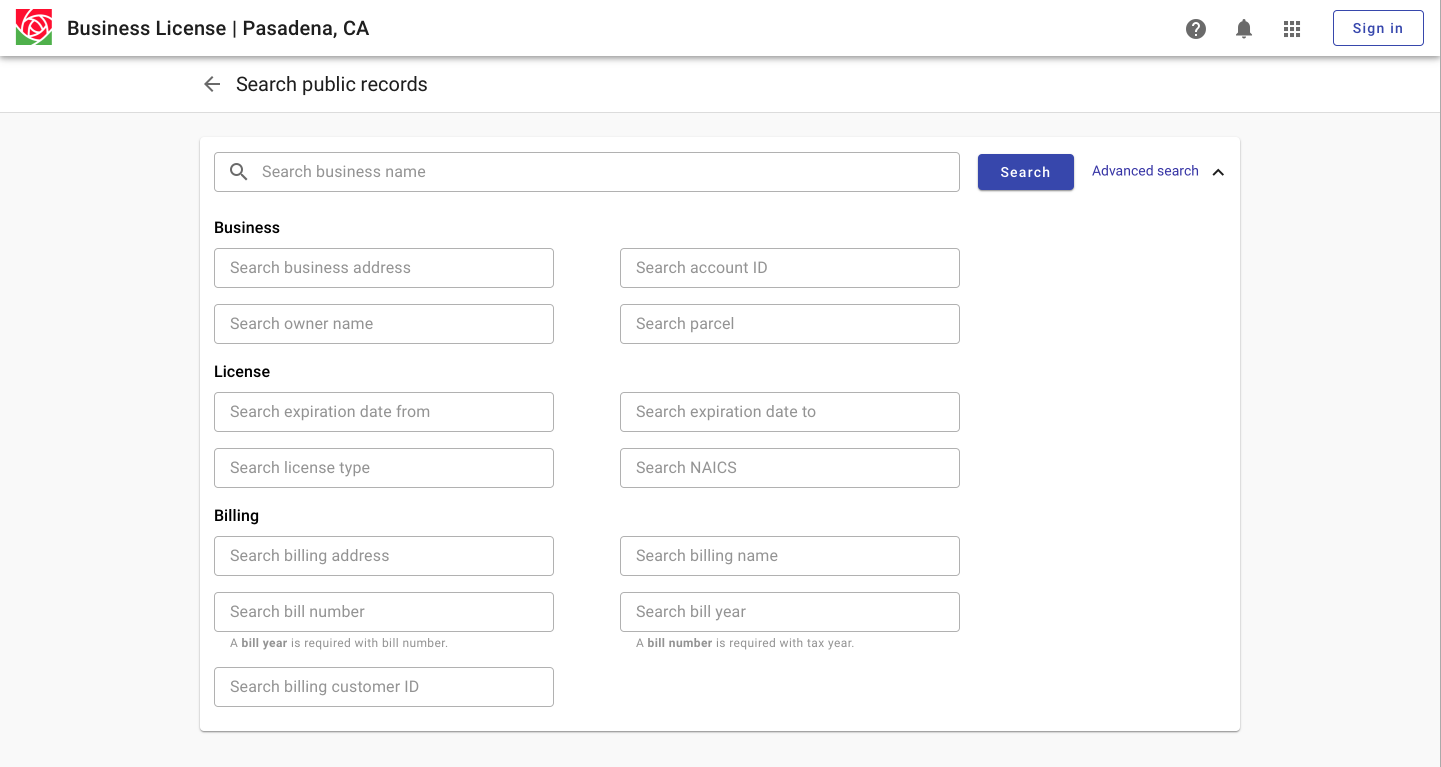 Business License | Pasadena, CA
Sign in
Search public records
Search business name
Search
Advanced search
Business
Search business address
Search account ID
Search owner name
Search parcel
License
Search expiration date from
Search expiration date to
Search license type
Search NAICS
Billing
Search billing address
Search billing name
Search bill number
Search bill year
A bill year is required with bill number.
A bill number is required with tax year.
Search billing customer ID